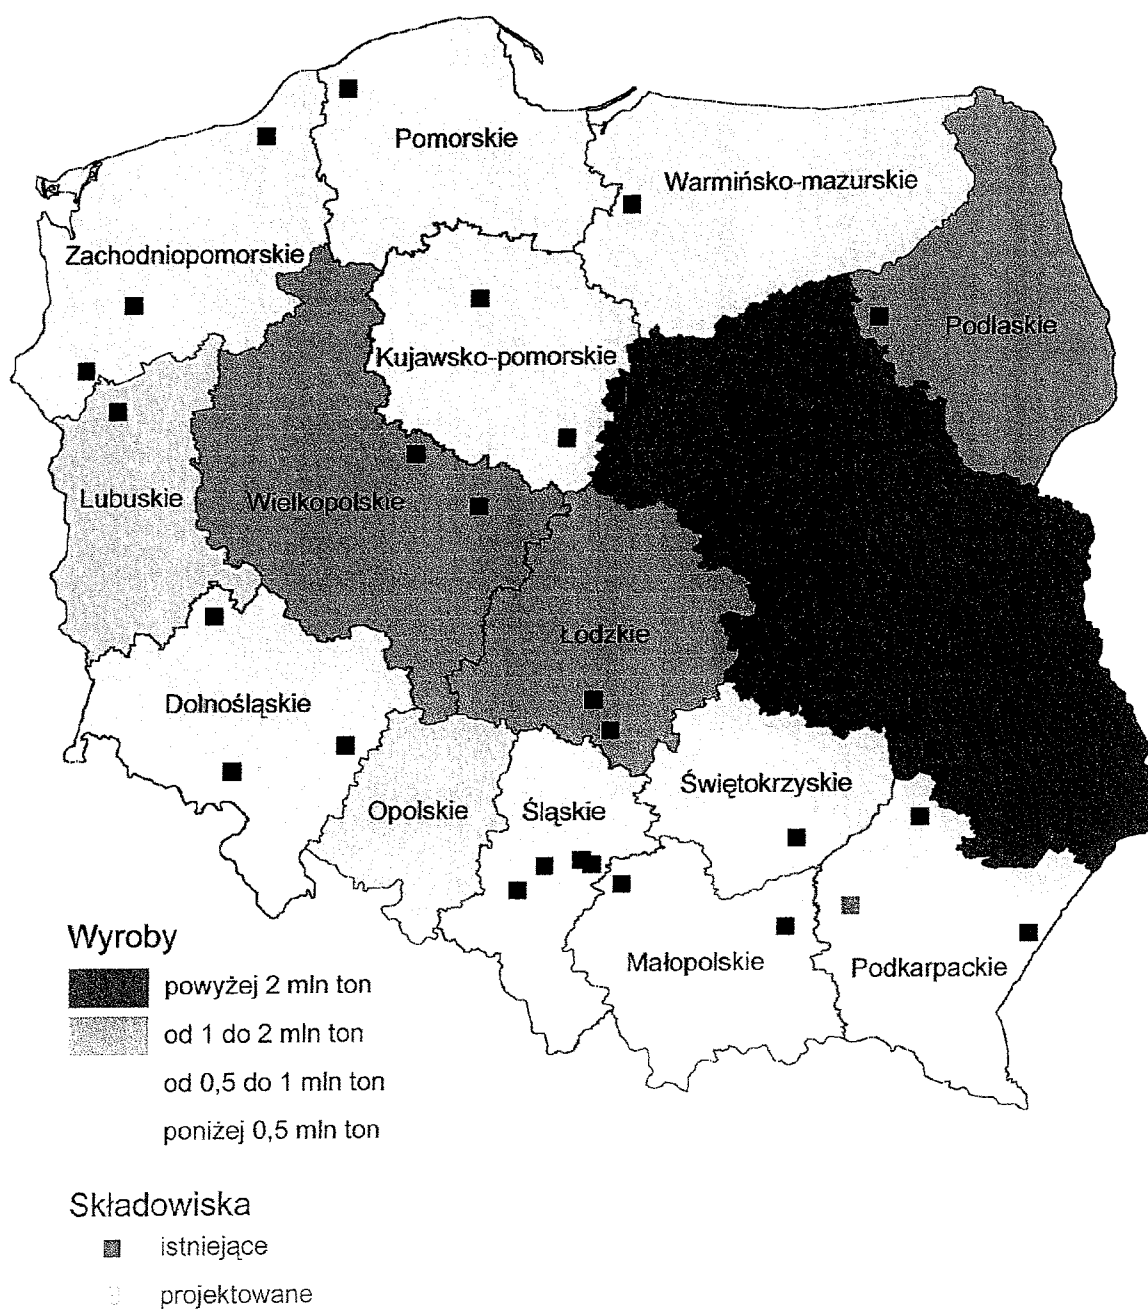 Pomorskie
Warmińsko-mazurskie
Zachodniopomorskie
Podlaskie
Kujawsko-pomorskie
Lubuskie
Wielkopolskie
Łódzkie
Dolnośląskie
Świętokrzyskie
Opolskie
Śląskie
Małopolskie
Podkarpackie
Wyroby
powyżej 2 mln ton
od 1 do 2 mln ton
od 0,5 do 1 mln ton
poniżej 0,5 mln ton
Składowiska
istniejące
projektowane